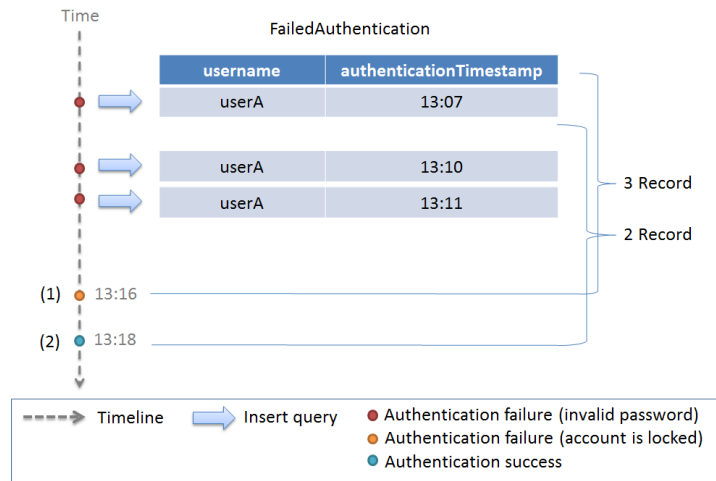 Time
FailedAuthentication
username authenticationTimestamp
userA 13:07
userA 13:10
userA 13:11
3 Record
2 Record
(1) 13:16
(2) 13:18
Timeline Insert query Authentication failure (invalid password)
Authentication failure (account is locked)
Authentication success